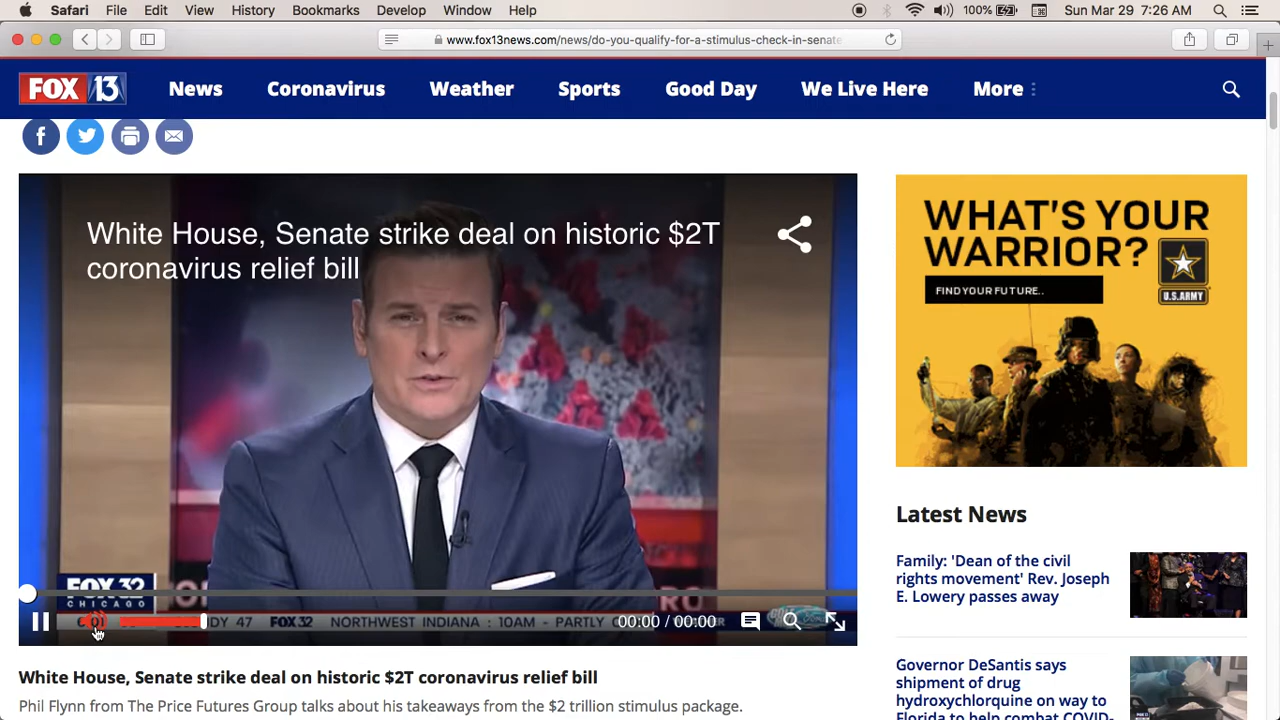 Safari File Edit View History Bookmarks Develop Window Help 100% Sun Mar 29 7:26 AM
www.fox13news.com/news/do-you-qualify-for-a-stimulus-check-in-senate
FOX 13 News Coronavirus Weather Sports Good Day We Live Here More
White House, Senate strike deal on historic $2T
coronavirus relief bill
WHAT'S YOUR
WARRIOR?
FIND YOUR FUTURE..
U.S.ARMY
Latest News
Family: 'Dean of the civil
rights movement' Rev. Joseph
E. Lowery passes away
FOX 32
CHICAGO
DY 47 FOX 32 NORTHWEST INDIANA : 10AM - PARTLY
00:00 / 00:00
White House, Senate strike deal on historic $2T coronavirus relief bill
Phil Flynn from The Price Futures Group talks about his takeaways from the $2 trillion stimulus package.
Governor DeSantis says
shipment of drug
hydroxychlorquine on way to
Florida to help combat COVID-